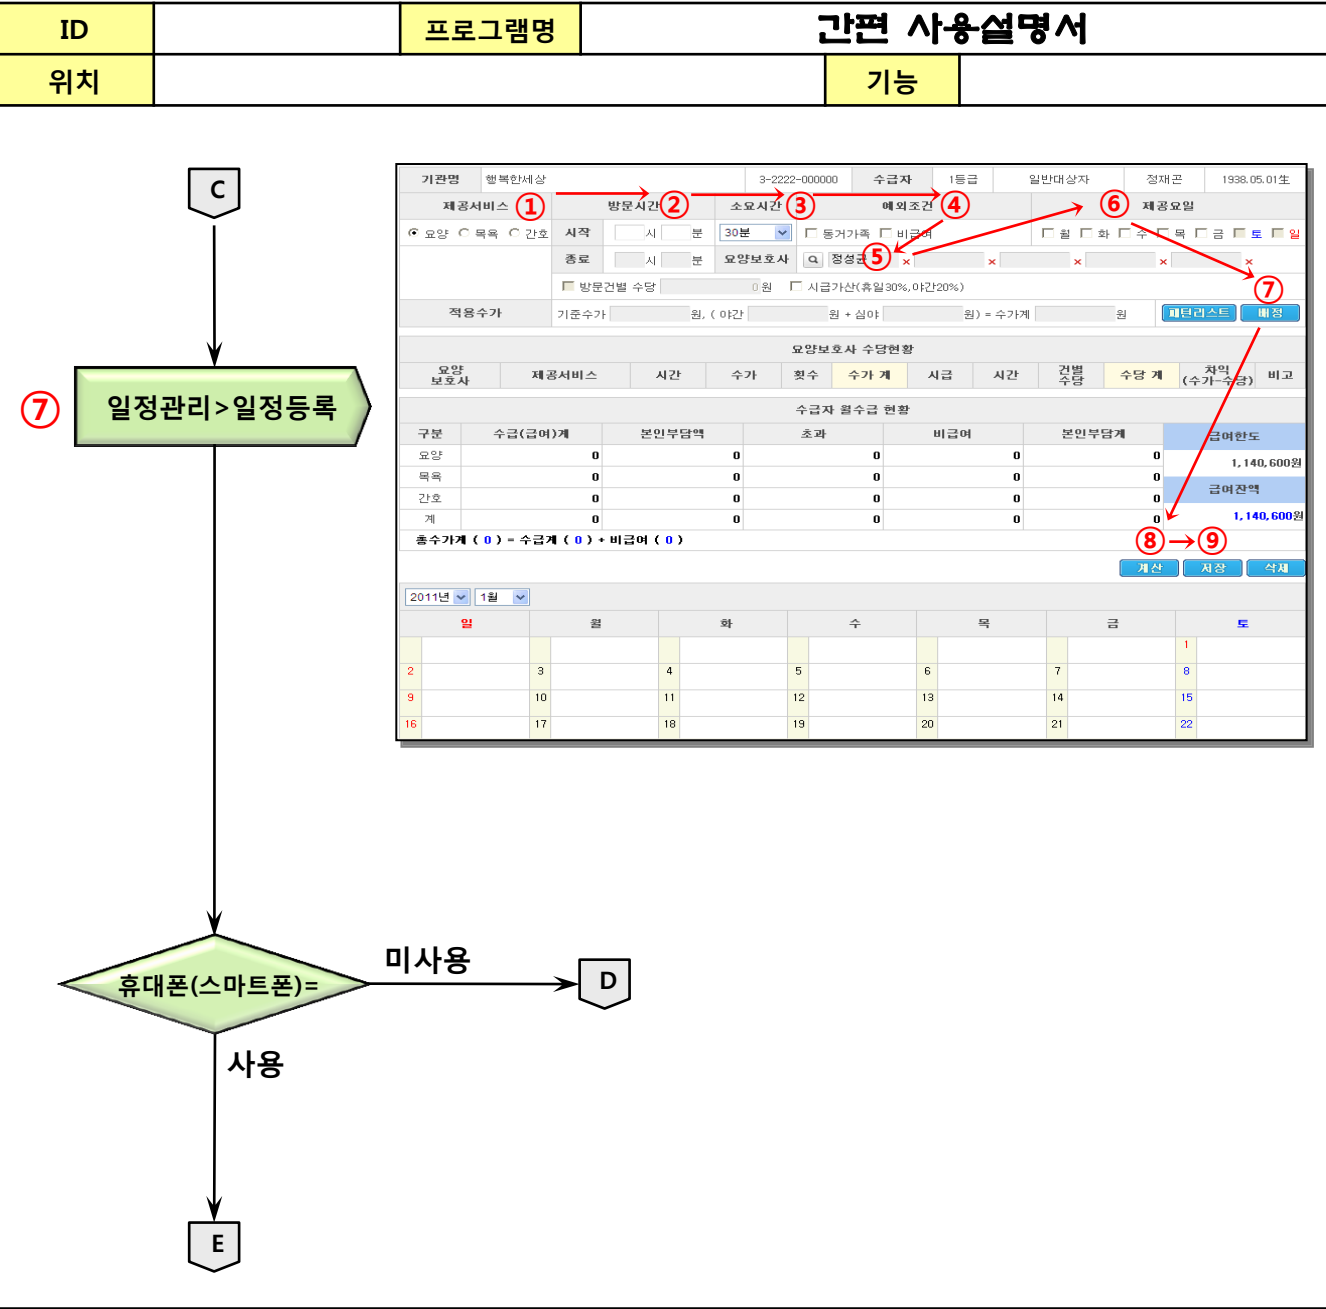 ID 프로그램명 간편 사용설명서
위치 기능
C
⑦ 일정관리>일정등록
휴대폰(스마트폰)=
미사용
D
사용
E
기관명 행복한세상 3-2222-000000 수급자 1등급 일반대상자 정재곤 1938.05.01生
제공서비스 ① 방문시간 ② 소요시간 ③ 예외조건 ④ ⑥ 제공요일
요양 목욕 간호 시작 시 분 30분 동거가족 비급여 월 화 수 목 금 토 일
종료 시 분 요양보호사 정성균 ⑤ × × × × ×
방문건별 수당 0 원 시급가산(휴일30%,야간20%) ⑦
적용수가 기준수가 원, ( 야간 원 + 심야 원) = 수가계 원 패턴리스트 배정
요양보호사 수당현황
요양보호사 제공서비스 시간 수가 횟수 수가 계 시급 시간 건별수당 수당 계 차익(수가-수당) 비고
수급자 월수급 현황
구분 수급(급여)계 본인부담액 초과 비급여 본인부담계 급여한도
요양 0 0 0 0 0 1,140,600원
목욕 0 0 0 0 0
간호 0 0 0 0 0 급여잔액
계 0 0 0 0 0 1,140,600원
총수가계 ( 0 ) = 수급계 ( 0 ) + 비급여 ( 0 ) ⑧ ⑨
계산 저장 삭제
2011년 1월
일 월 화 수 목 금 토
1
2 3 4 5 6 7 8
9 10 11 12 13 14 15
16 17 18 19 20 21 22